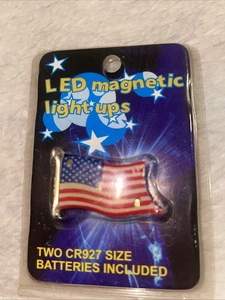 LED magnetic
light ups
TWO CR927 SIZE
BATTERIES INCLUDED